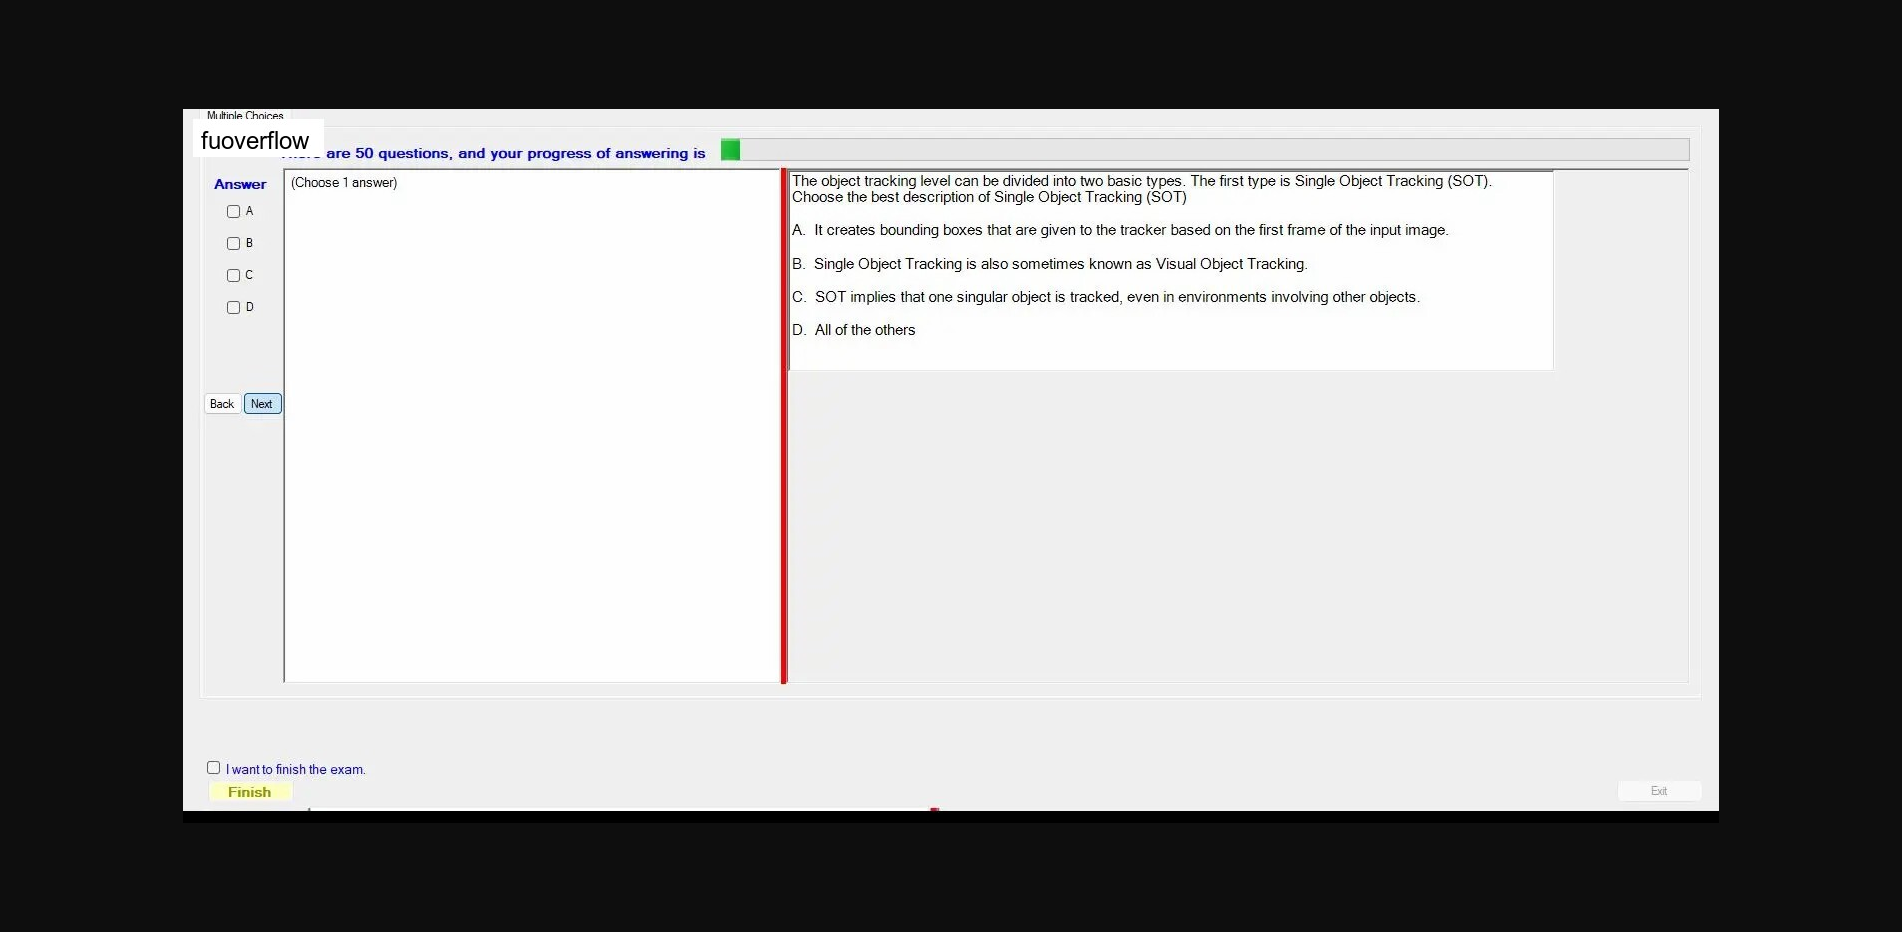 Multiple Choices
fuoverflow
are 50 questions, and your progress of answering is
Answer
(Choose 1 answer)
A
B
C
D
Back
Next
The object tracking level can be divided into two basic types. The first type is Single Object Tracking (SOT).
Choose the best description of Single Object Tracking (SOT)
A. It creates bounding boxes that are given to the tracker based on the first frame of the input image.
B. Single Object Tracking is also sometimes known as Visual Object Tracking.
C. SOT implies that one singular object is tracked, even in environments involving other objects.
D. All of the others
I want to finish the exam.
Finish
Exit